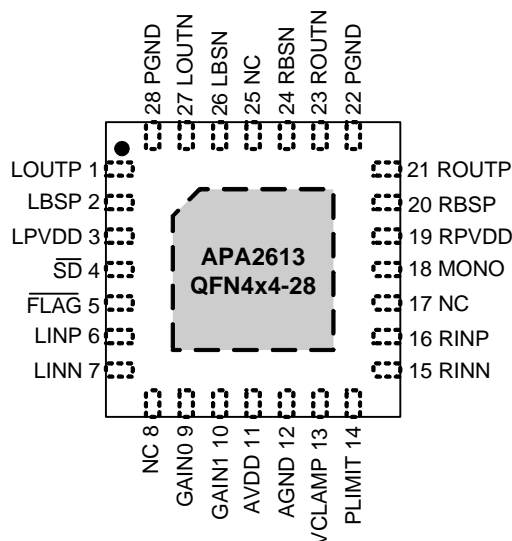 28 PGND
27 LOUTN
26 LBSN
25 NC
24 RBSN
23 ROUTN
22 PGND
LOUTP 1
LBSP 2
LPVDD 3
SD 4
FLAG 5
LINP 6
LINN 7
APA2613
QFN4x4-28
21 ROUTP
20 RBSP
19 RPVDD
18 MONO
17 NC
16 RINP
15 RINN
NC 8
GAIN0 9
GAIN1 10
AVDD 11
AGND 12
VCLAMP 13
PLIMIT 14